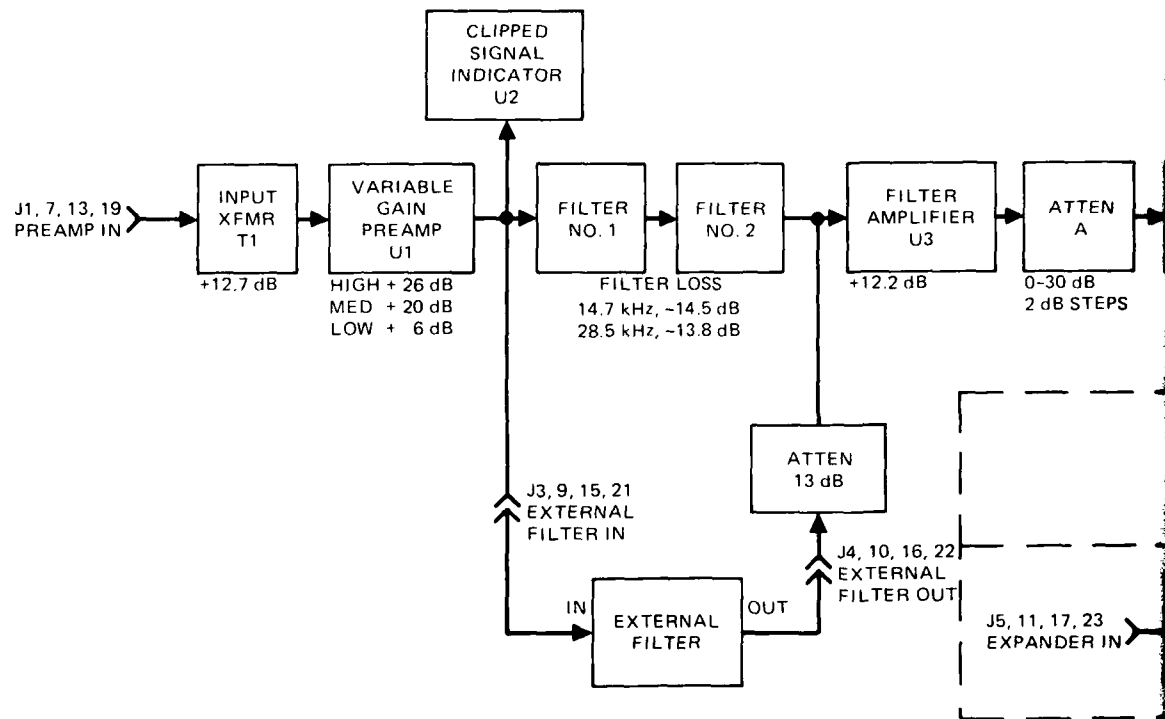 CLIPPED
SIGNAL
INDICATOR
U2
J1, 7, 13, 19
PREAMP IN
INPUT
XFMR
T1
+12.7 dB
VARIABLE
GAIN
PREAMP
U1
HIGH + 26 dB
MED + 20 dB
LOW + 6 dB
FILTER
NO. 1
FILTER
NO. 2
FILTER LOSS
14.7 kHz, ~14.5 dB
28.5 kHz, ~13.8 dB
FILTER
AMPLIFIER
U3
+12.2 dB
ATTEN
A
0-30 dB
2 dB STEPS
ATTEN
13 dB
J3, 9, 15, 21
EXTERNAL
FILTER IN
J4, 10, 16, 22
EXTERNAL
FILTER OUT
IN
EXTERNAL
FILTER
OUT
J5, 11, 17, 23
EXPANDER IN